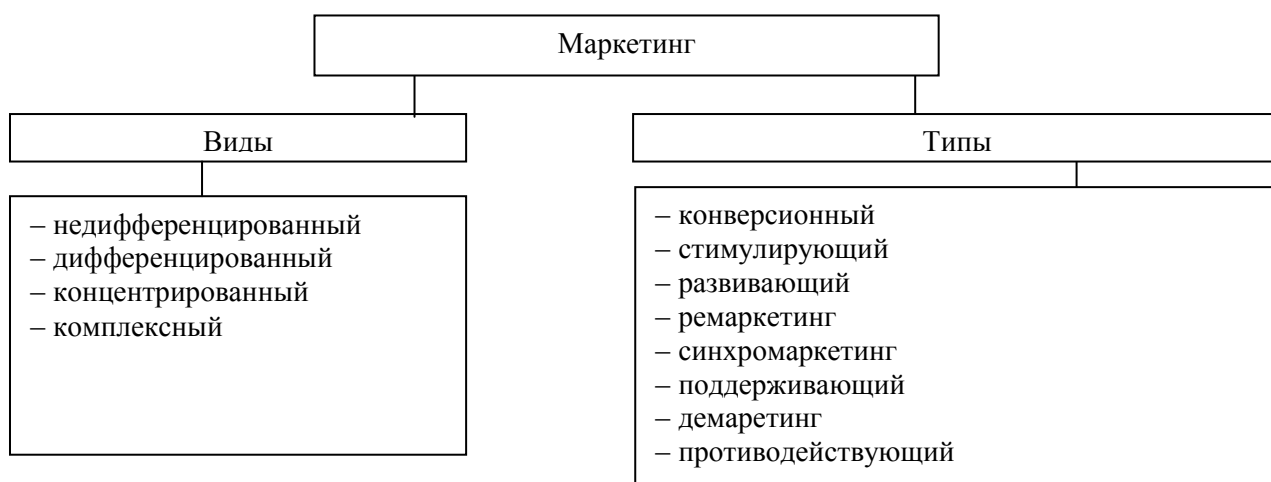 Маркетинг
Виды
Типы
– недифференцированный
– дифференцированный
– концентрированный
– комплексный
– конверсионный
– стимулирующий
– развивающий
– ремаркетинг
– синхромаркетинг
– поддерживающий
– демаретинг
– противодействующий